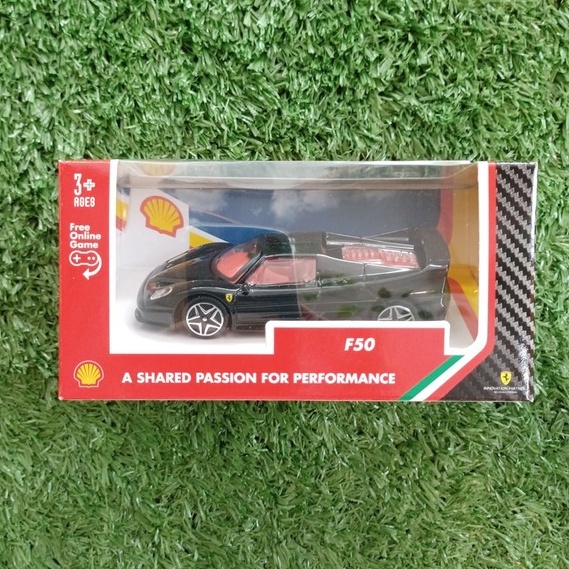 3+
AGES
Free
Online
Game
F50
A SHARED PASSION FOR PERFORMANCE